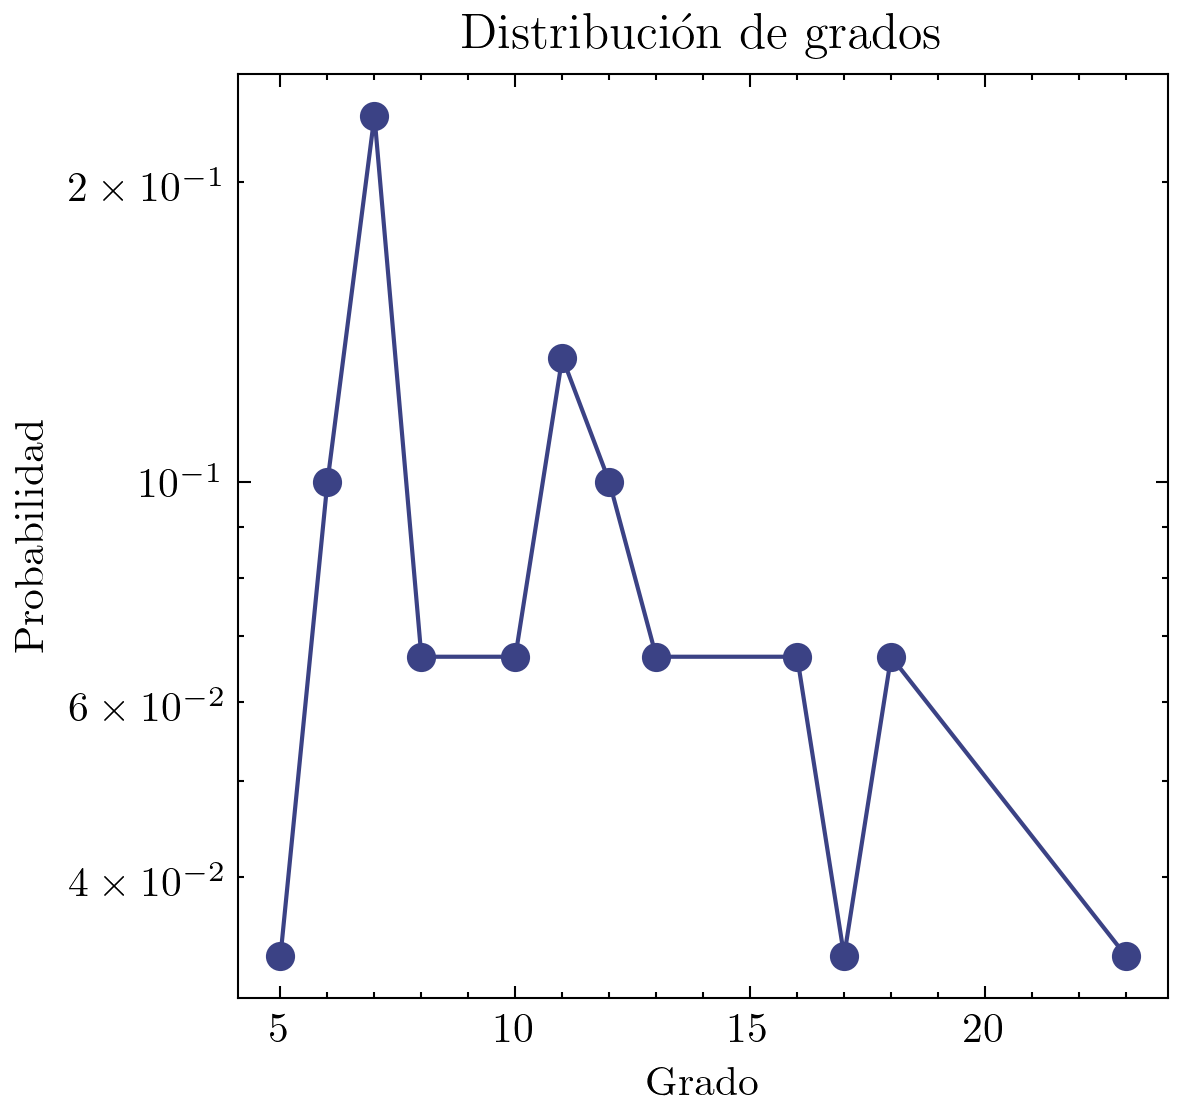 Distribución de grados
2 × 10⁻¹
10⁻¹
6 × 10⁻²
4 × 10⁻²
Probabilidad
5 10 15 20
Grado